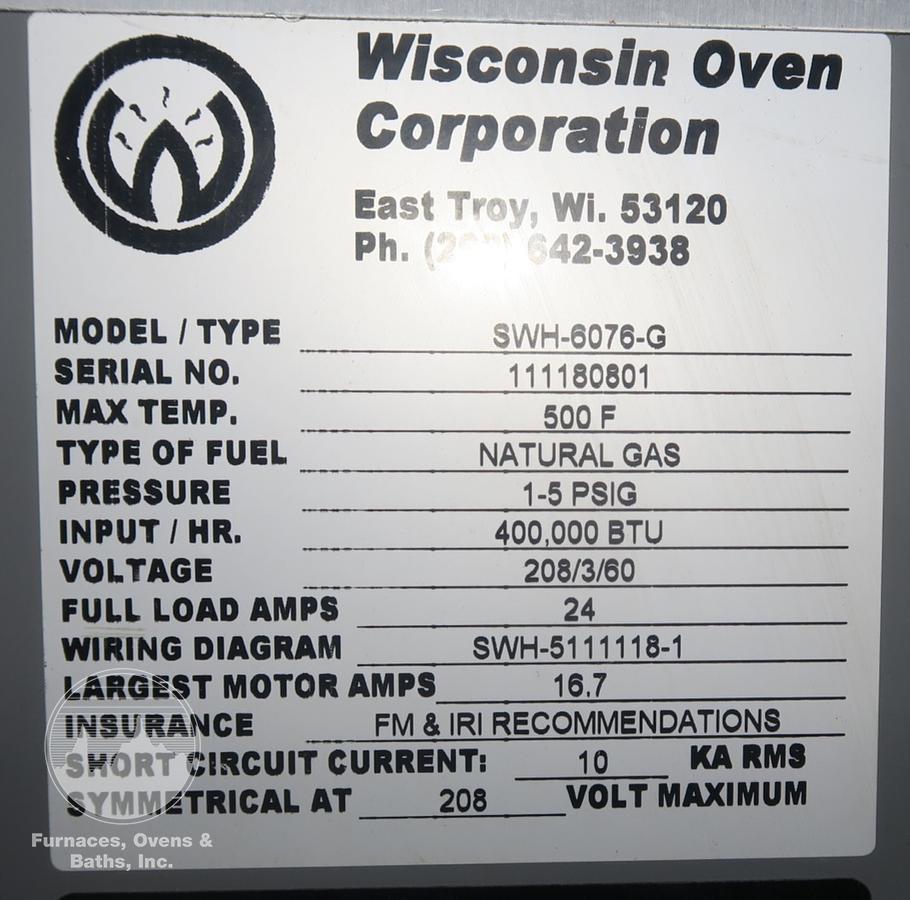 Wisconsin Oven
Corporation
East Troy, Wi. 53120
Ph. 642-3938
MODEL / TYPE SWH-6076-G
SERIAL NO. 111180801
MAX TEMP. 500 F
TYPE OF FUEL NATURAL GAS
PRESSURE 1-5 PSIG
INPUT / HR. 400,000 BTU
VOLTAGE 208/3/60
FULL LOAD AMPS 24
WIRING DIAGRAM SWH-5111118-1
LARGEST MOTOR AMPS 16.7
INSURANCE FM & IRI RECOMMENDATIONS
SHORT CIRCUIT CURRENT: 10 KA RMS
SYMMETRICAL AT 208 VOLT MAXIMUM
Furnaces, Ovens &
Baths, Inc.